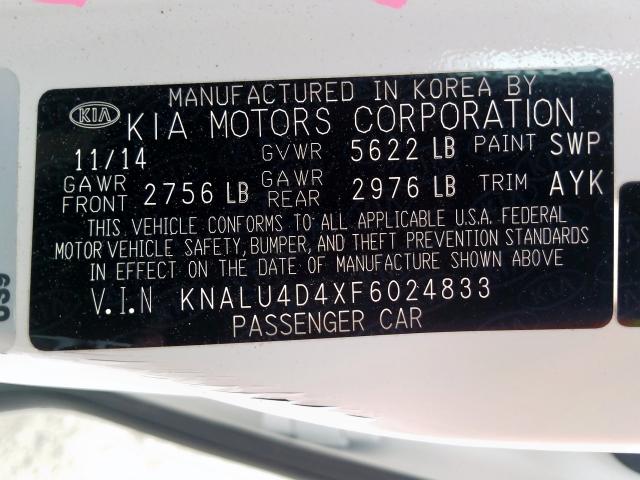 MANUFACTURED IN KOREA BY
KIA KIA MOTORS CORPORATION
11/14 GVWR 5622 LB PAINT SWP
GAWR FRONT 2756 LB GAWR REAR 2976 LB TRIM AYK
THIS VEHICLE CONFORMS TO ALL APPLICABLE U.S.A. FEDERAL
MOTOR VEHICLE SAFETY, BUMPER, AND THEFT PREVENTION STANDARDS
IN EFFECT ON THE DATE OF MANUFACTURE SHOWN ABOVE
V.I.N KNALU4D4XF6024833
PASSENGER CAR